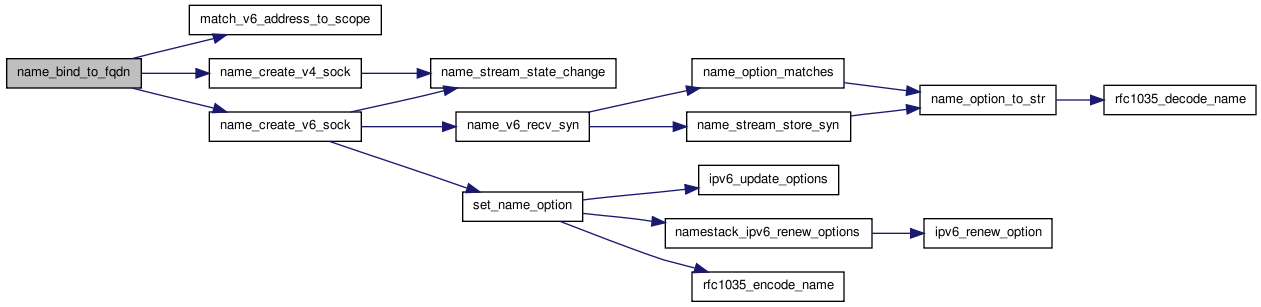 match_v6_address_to_scope
name_bind_to_fqdn
name_create_v4_sock
name_stream_state_change
name_option_matches
name_option_to_str
rfc1035_decode_name
name_create_v6_sock
name_v6_recv_syn
name_stream_store_syn
ipv6_update_options
set_name_option
namestack_ipv6_renew_options
ipv6_renew_option
rfc1035_encode_name